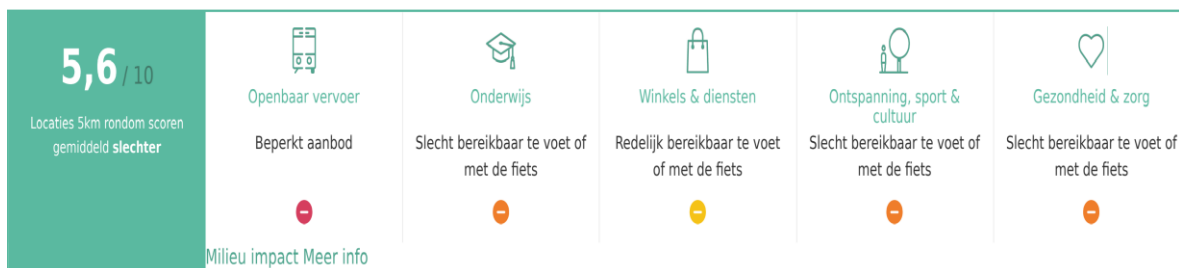 5,6 / 10
Locaties 5km rondom scoren
gemiddeld slechter
Openbaar vervoer
Beperkt aanbod
Onderwijs
Slecht bereikbaar te voet of
met de fiets
Winkels & diensten
Redelijk bereikbaar te voet
of met de fiets
Ontspanning, sport &
cultuur
Slecht bereikbaar te voet of
met de fiets
Gezondheid & zorg
Slecht bereikbaar te voet of
met de fiets
Milieu impact Meer info